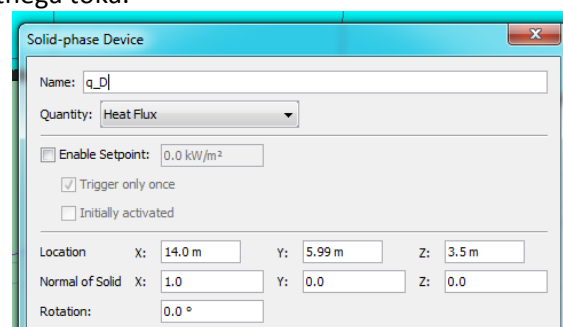 tnega toka.
Solid-phase Device
Name: q_D
Quantity: Heat Flux
Enable Setpoint: 0.0 kW/m²
Trigger only once
Initially activated
Location X: 14.0 m Y: 5.99 m Z: 3.5 m
Normal of Solid X: 1.0 Y: 0.0 Z: 0.0
Rotation: 0.0 °